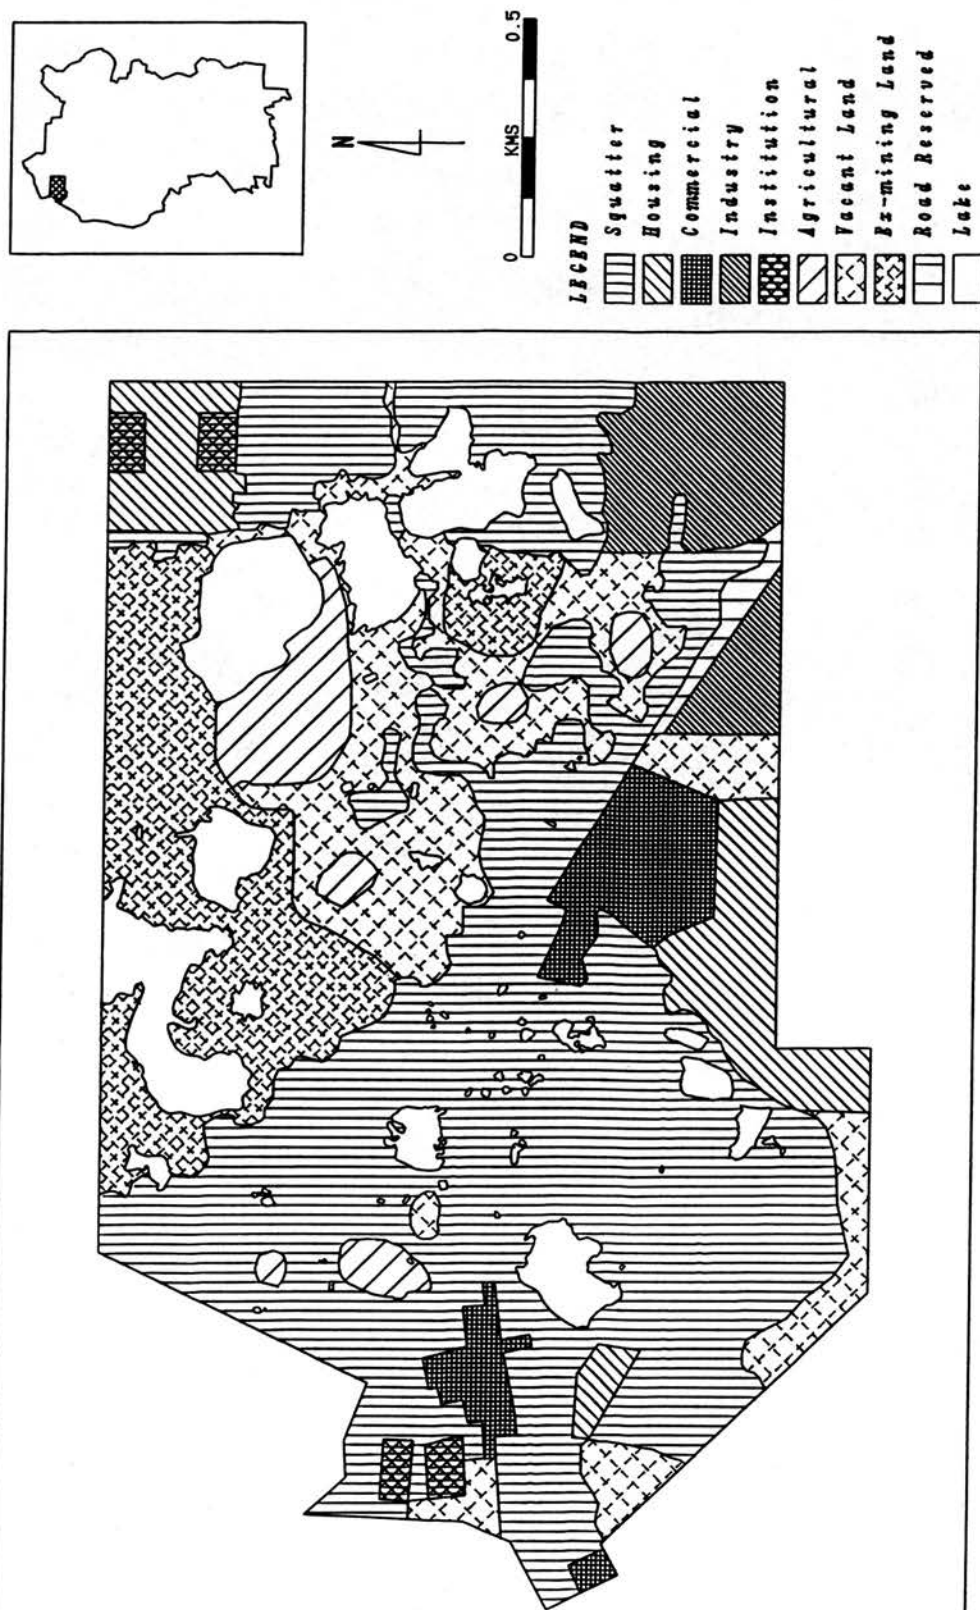 N
0 KMS 0.5
LEGEND
Squatter
Housing
Commercial
Industry
Institution
Agricultural
Vacant Land
Ex-mining Land
Road Reserved
Lake